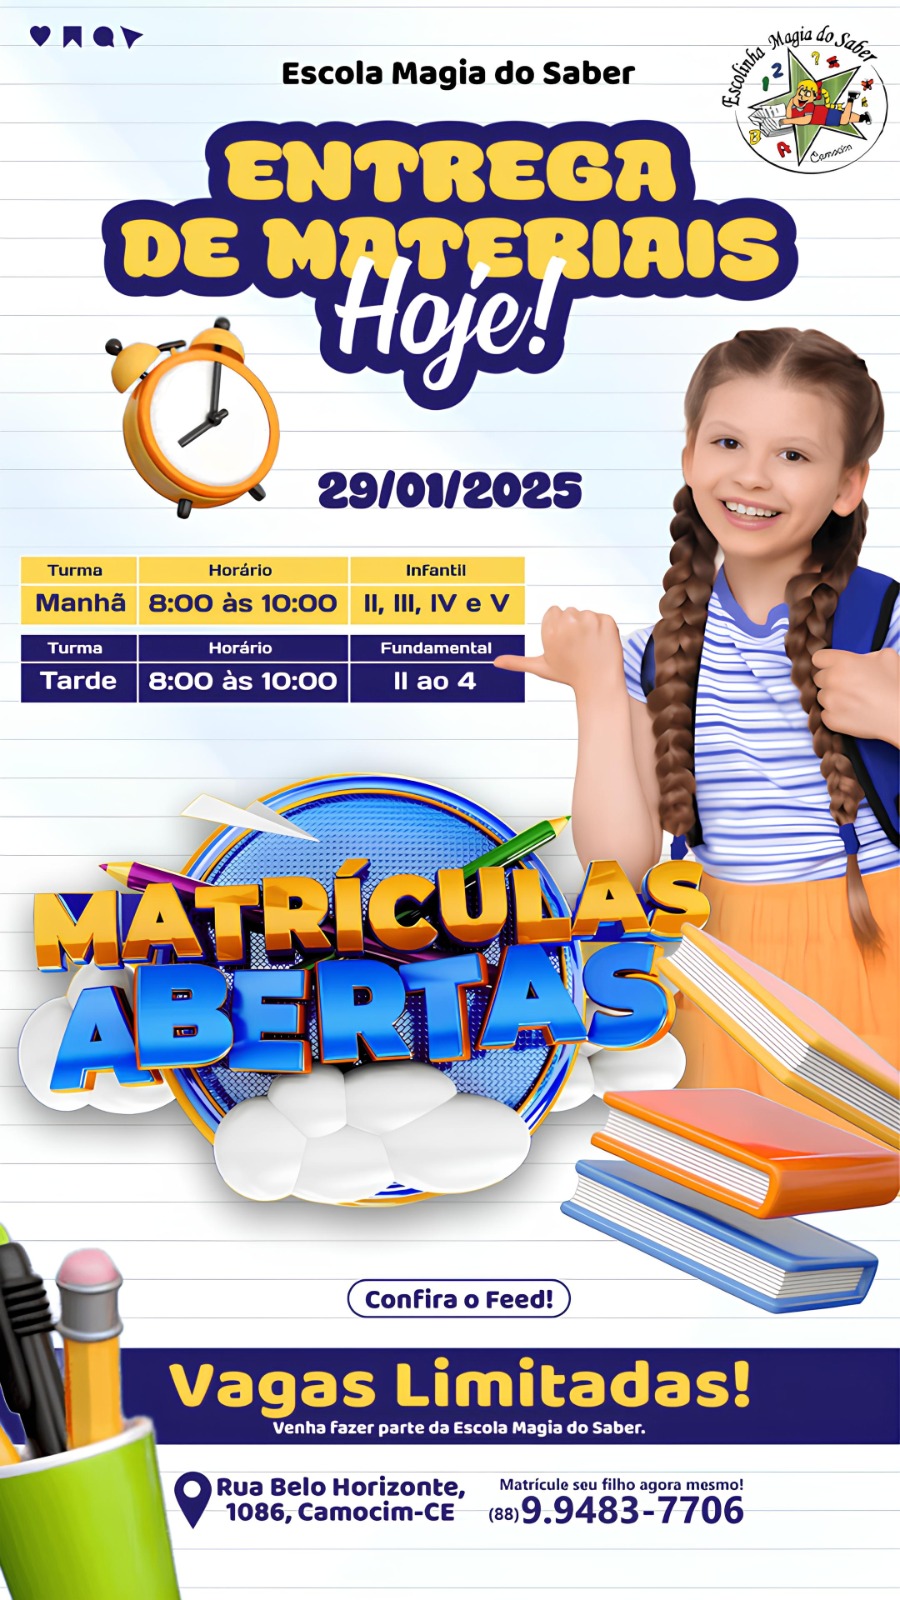 Escola Magia do Saber
Escolinha Magia do Saber
1 2 ?
B A
Camocim
ENTREGA
DE MATERIAIS
Hoje!
29/01/2025
Turma Horário Infantil
Manhã 8:00 às 10:00 II, III, IV e V
Turma Horário Fundamental
Tarde 8:00 às 10:00 II ao 4
MATRÍCULAS
ABERTAS
Confira o Feed!
Vagas Limitadas!
Venha fazer parte da Escola Magia do Saber.
Rua Belo Horizonte,
1086, Camocim-CE
Matrícule seu filho agora mesmo!
(88)9.9483-7706